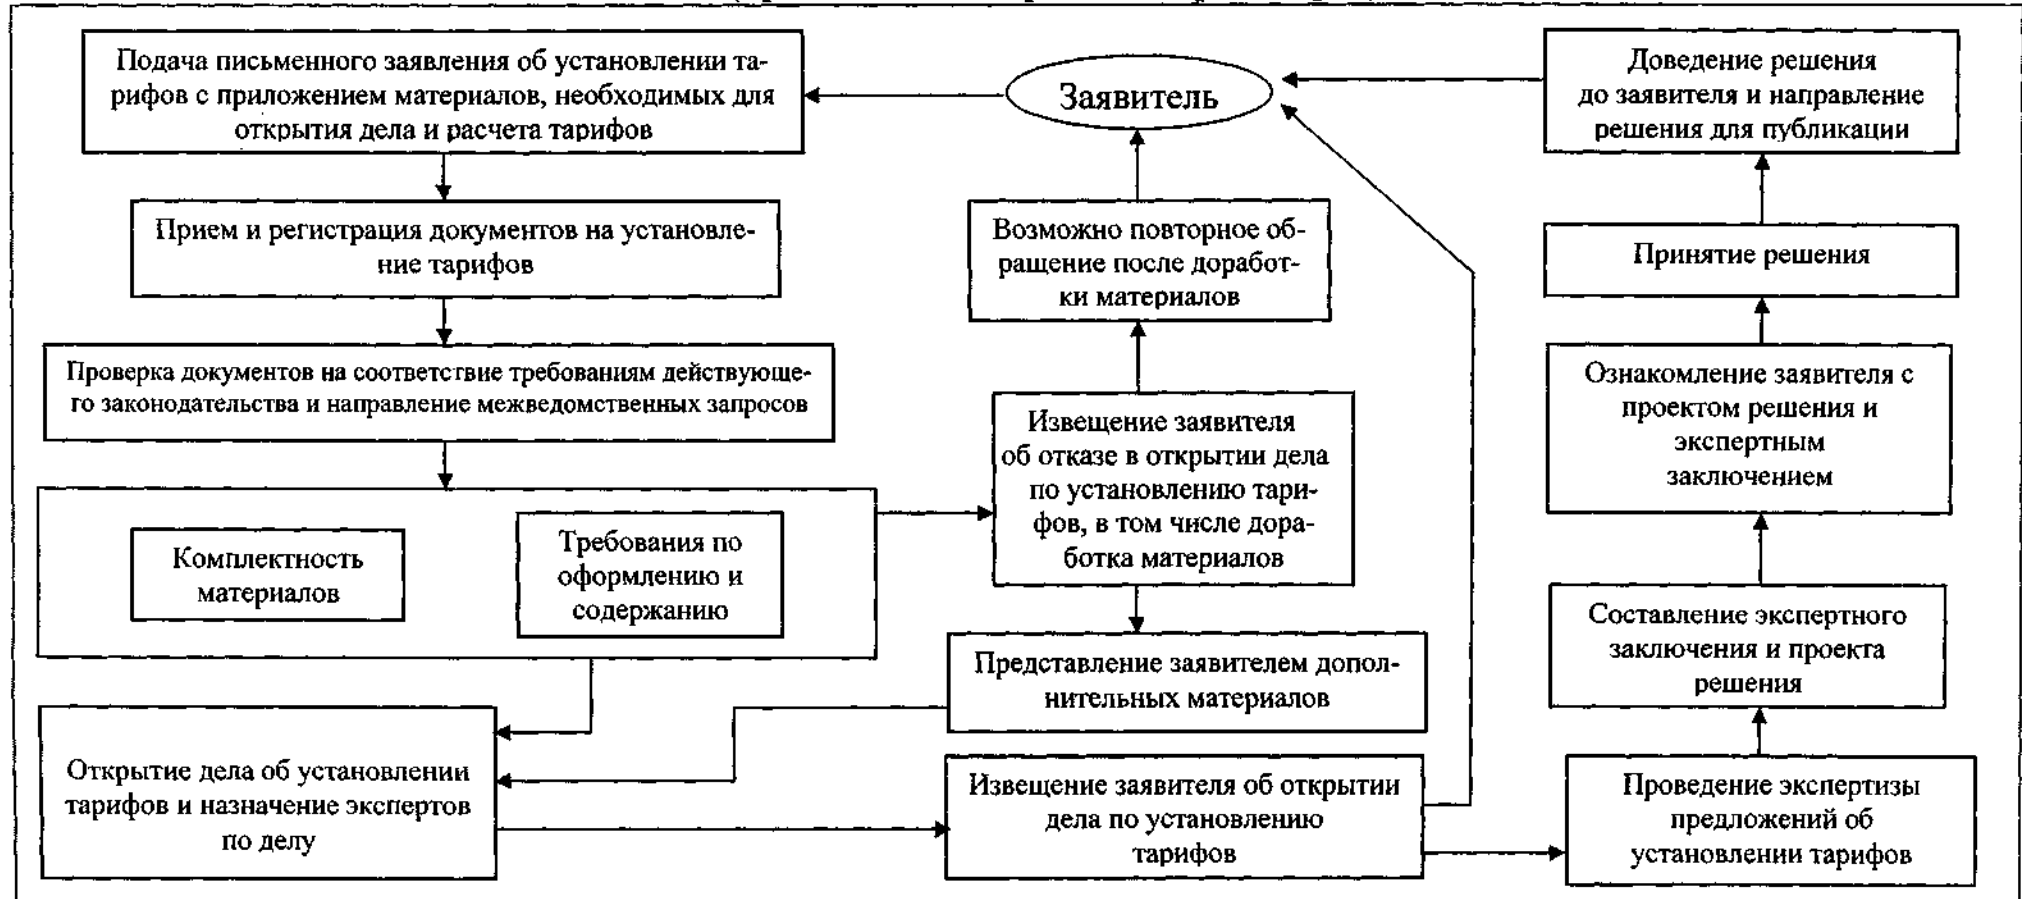 Подача письменного заявления об установлении та-
рифов с приложением материалов, необходимых для
открытия дела и расчета тарифов
Заявитель
Доведение решения
до заявителя и направление
решения для публикации
Прием и регистрация документов на установле-
ние тарифов
Возможно повторное об-
ращение после доработ-
ки материалов
Принятие решения
Проверка документов на соответствие требованиям действующе-
го законодательства и направление межведомственных запросов
Извещение заявителя
об отказе в открытии дела
по установлению тари-
фов, в том числе дора-
ботка материалов
Ознакомление заявителя с
проектом решения и
экспертным
заключением
Комплектность
материалов
Требования по
оформлению и
содержанию
Представление заявителем допол-
нительных материалов
Составление экспертного
заключения и проекта
решения
Открытие дела об установлении
тарифов и назначение экспертов
по делу
Извещение заявителя об открытии
дела по установлению
тарифов
Проведение экспертизы
предложений об
установлении тарифов